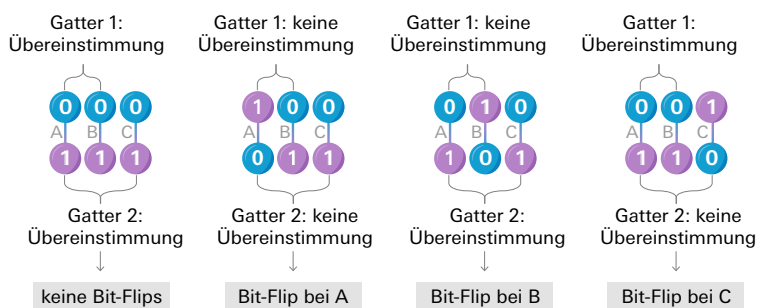 Gatter 1:
Übereinstimmung
0 0 0
A B C
1 1 1
Gatter 2:
Übereinstimmung
keine Bit-Flips
Gatter 1: keine
Übereinstimmung
1 0 0
A B C
0 1 1
Gatter 2: keine
Übereinstimmung
Bit-Flip bei A
Gatter 1: keine
Übereinstimmung
0 1 0
A B C
1 0 1
Gatter 2:
Übereinstimmung
Bit-Flip bei B
Gatter 1:
Übereinstimmung
0 0 1
A B C
1 1 0
Gatter 2: keine
Übereinstimmung
Bit-Flip bei C